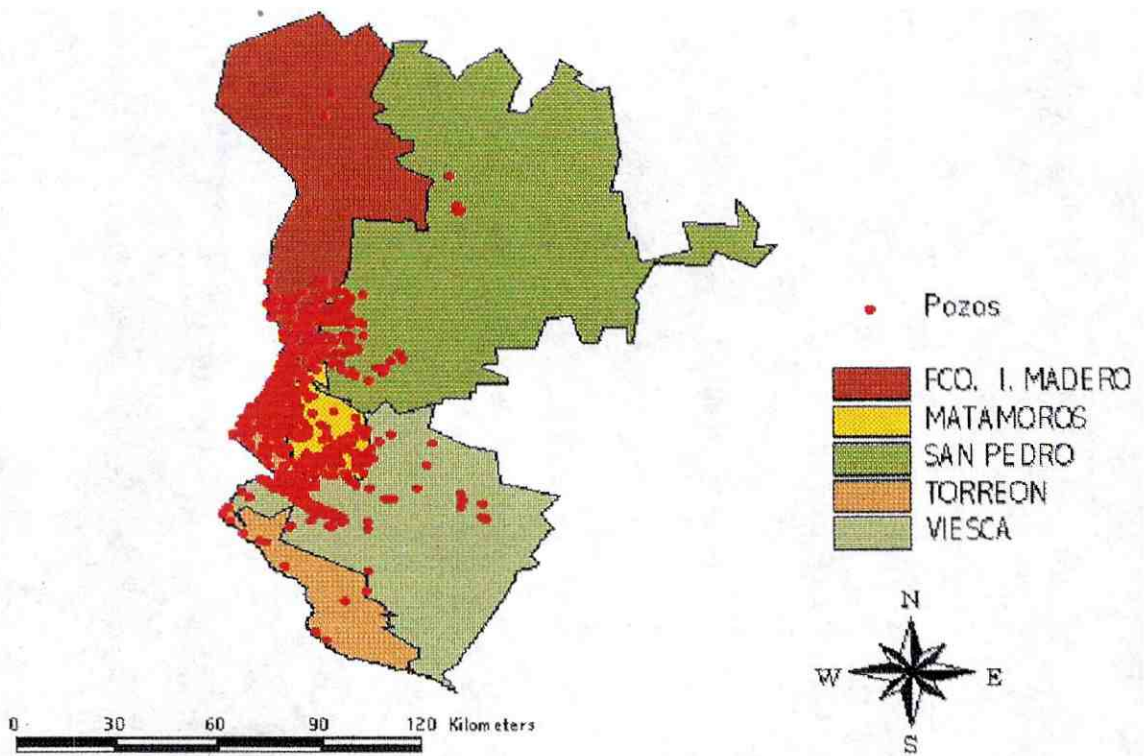 Pozos
FCO. I. MADERO
MATAMOROS
SAN PEDRO
TORREON
VIESCA
N
W E
S
0 30 60 90 120 Kilometers